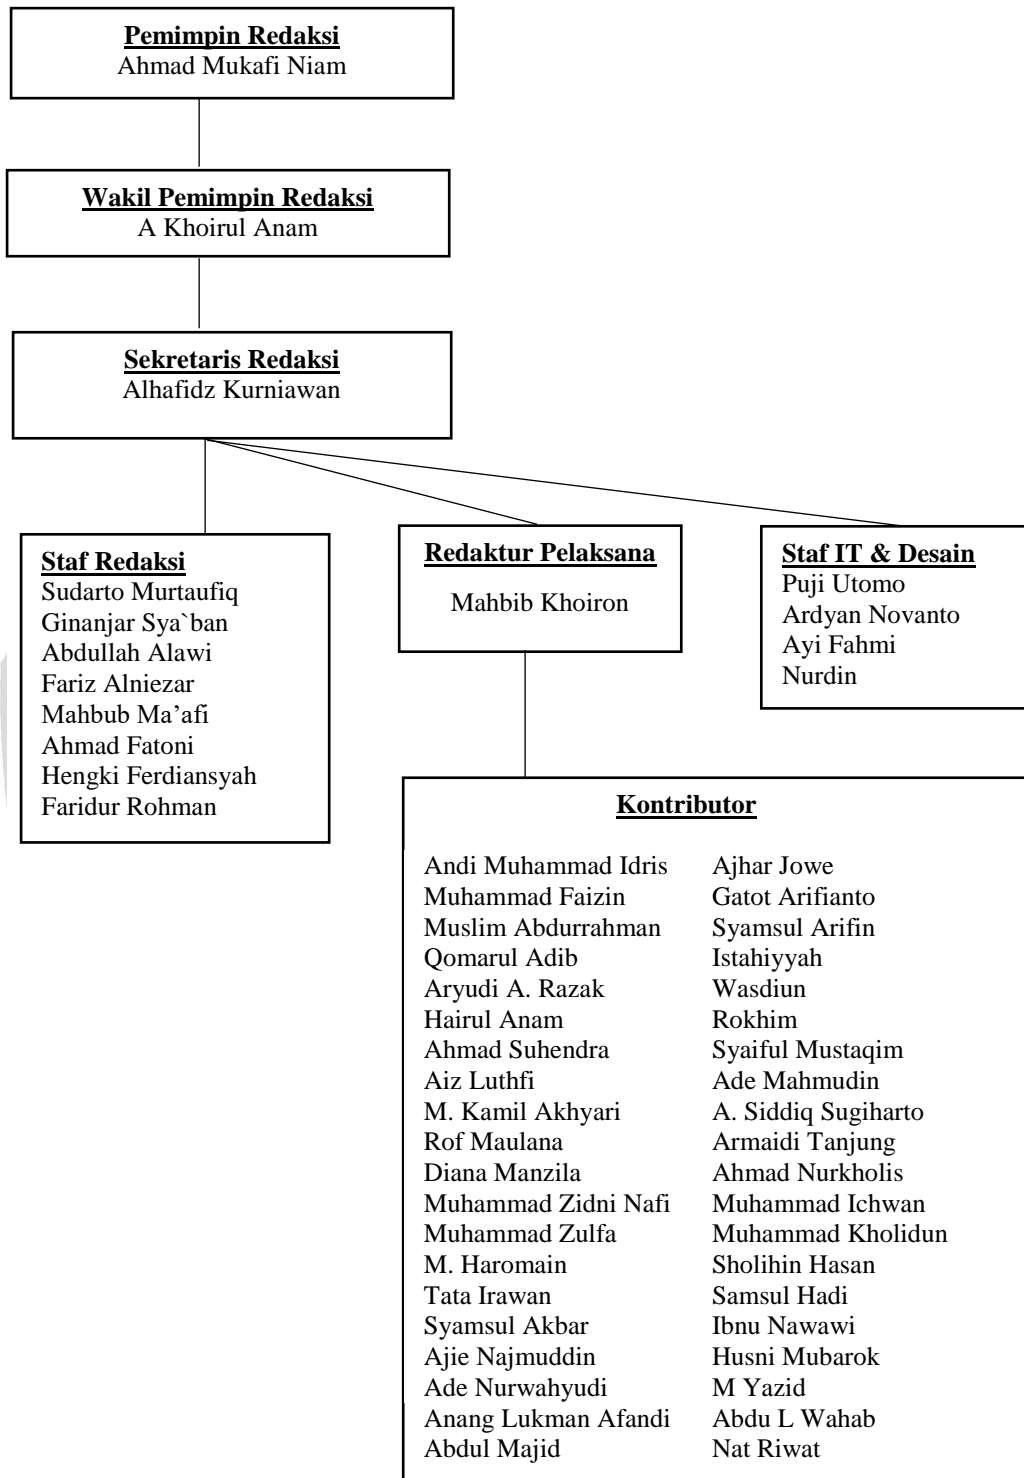 Pemimpin Redaksi
Ahmad Mukafi Niam
Wakil Pemimpin Redaksi
A Khoirul Anam
Sekretaris Redaksi
Alhafidz Kurniawan
Staf Redaksi
Sudarto Murtaufiq
Ginanjar Sya`ban
Abdullah Alawi
Fariz Alniezar
Mahbub Ma’afi
Ahmad Fatoni
Hengki Ferdiansyah
Faridur Rohman
Redaktur Pelaksana
Mahbib Khoiron
Staf IT & Desain
Puji Utomo
Ardyan Novanto
Ayi Fahmi
Nurdin
Kontributor
Andi Muhammad Idris
Muhammad Faizin
Muslim Abdurrahman
Qomarul Adib
Aryudi A. Razak
Hairul Anam
Ahmad Suhendra
Aiz Luthfi
M. Kamil Akhyari
Rof Maulana
Diana Manzila
Muhammad Zidni Nafi
Muhammad Zulfa
M. Haromain
Tata Irawan
Syamsul Akbar
Ajie Najmuddin
Ade Nurwahyudi
Anang Lukman Afandi
Abdul Majid
Ajhar Jowe
Gatot Arifianto
Syamsul Arifin
Istahiyyah
Wasdiun
Rokhim
Syaiful Mustaqim
Ade Mahmudin
A. Siddiq Sugiharto
Armaidi Tanjung
Ahmad Nurkholis
Muhammad Ichwan
Muhammad Kholidun
Sholihin Hasan
Samsul Hadi
Ibnu Nawawi
Husni Mubarok
M Yazid
Abdu L Wahab
Nat Riwat